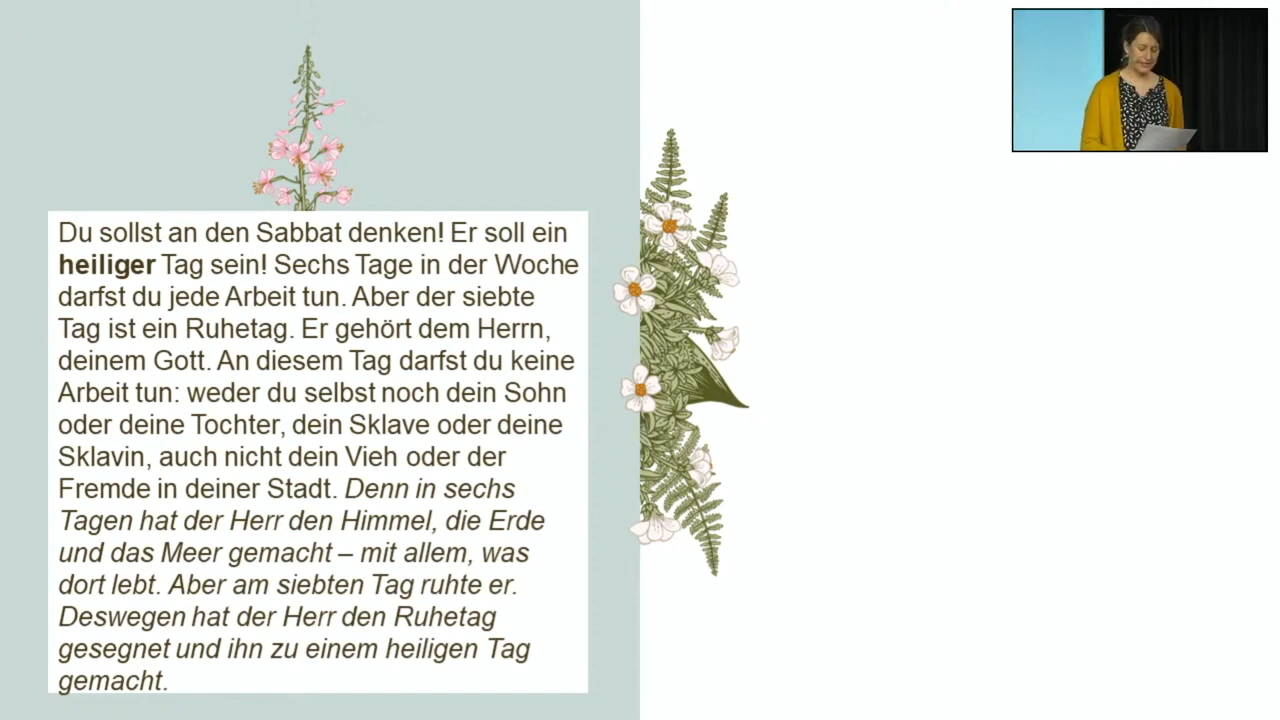 Du sollst an den Sabbat denken! Er soll ein
heiliger Tag sein! Sechs Tage in der Woche
darfst du jede Arbeit tun. Aber der siebte
Tag ist ein Ruhetag. Er gehört dem Herrn,
deinem Gott. An diesem Tag darfst du keine
Arbeit tun: weder du selbst noch dein Sohn
oder deine Tochter, dein Sklave oder deine
Sklavin, auch nicht dein Vieh oder der
Fremde in deiner Stadt. Denn in sechs
Tagen hat der Herr den Himmel, die Erde
und das Meer gemacht – mit allem, was
dort lebt. Aber am siebten Tag ruhte er.
Deswegen hat der Herr den Ruhetag
gesegnet und ihn zu einem heiligen Tag
gemacht.